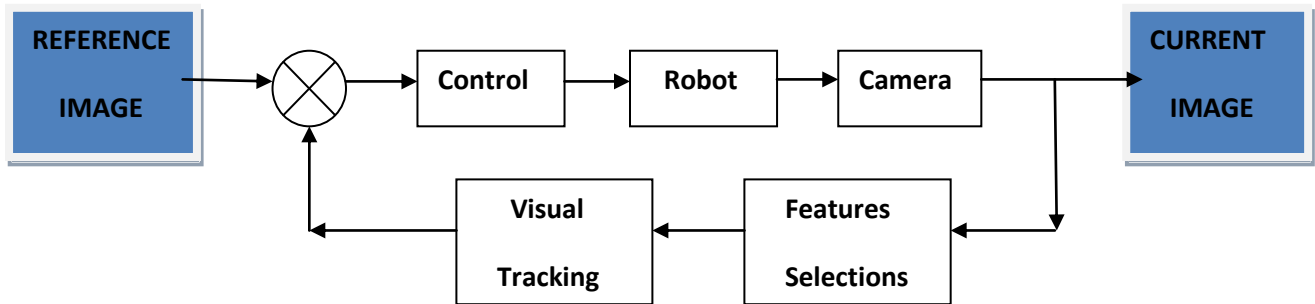 REFERENCE
IMAGE
Control
Robot
Camera
CURRENT
IMAGE
Visual
Tracking
Features
Selections